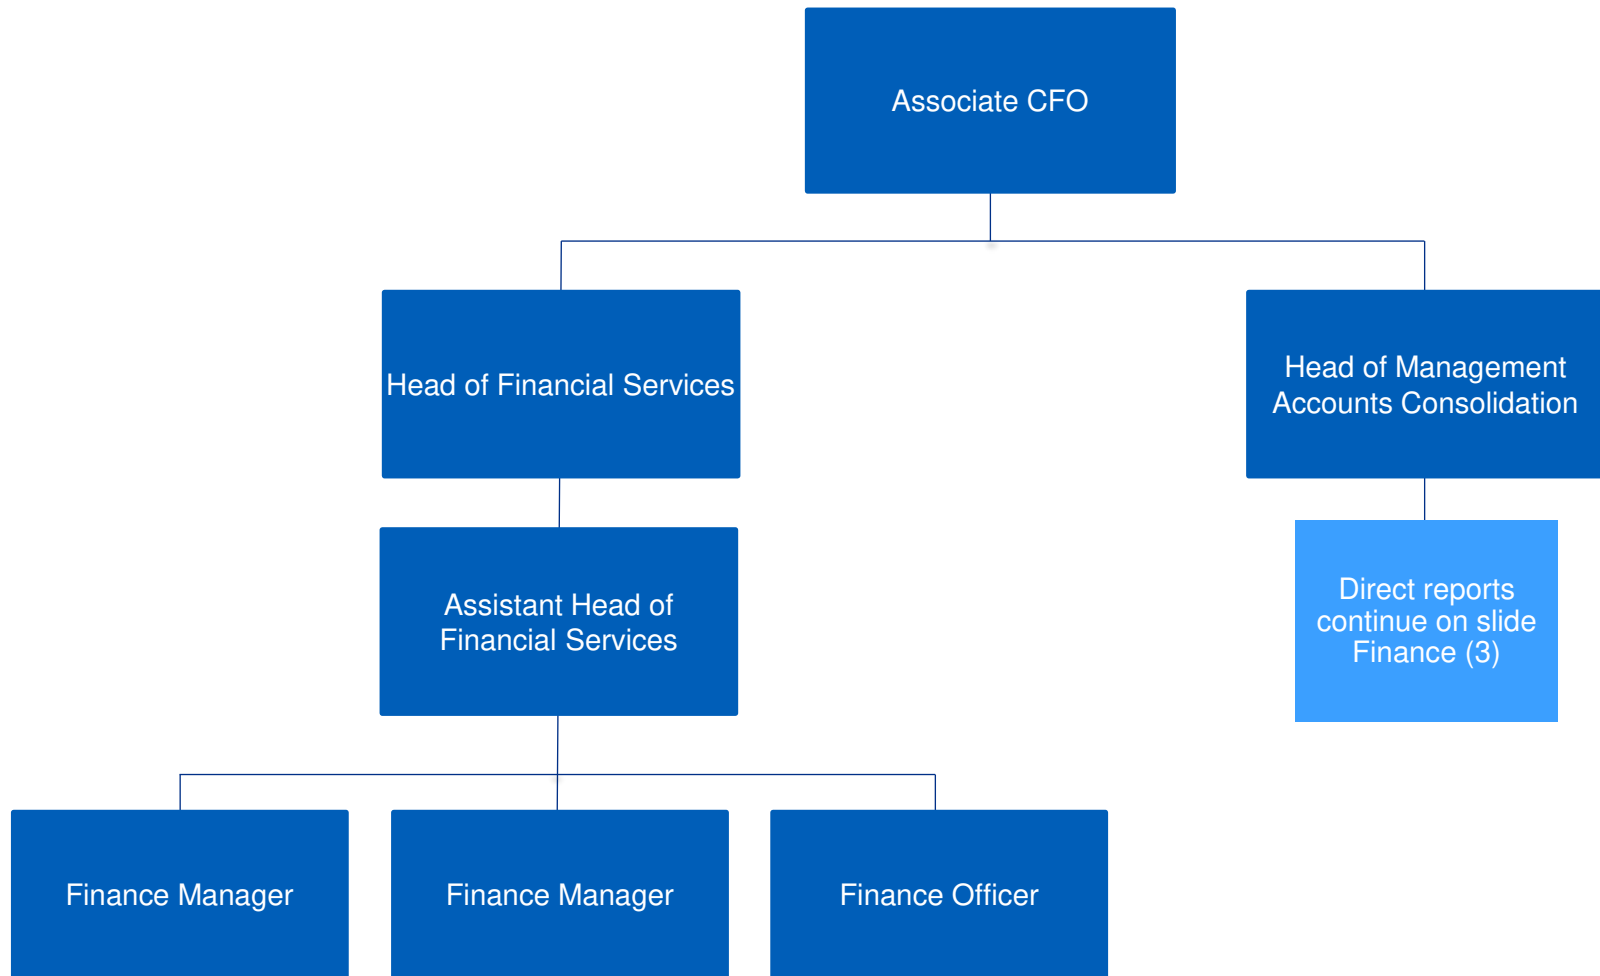 Associate CFO
Head of Financial Services
Head of Management
Accounts Consolidation
Assistant Head of
Financial Services
Direct reports
continue on slide
Finance (3)
Finance Manager
Finance Manager
Finance Officer